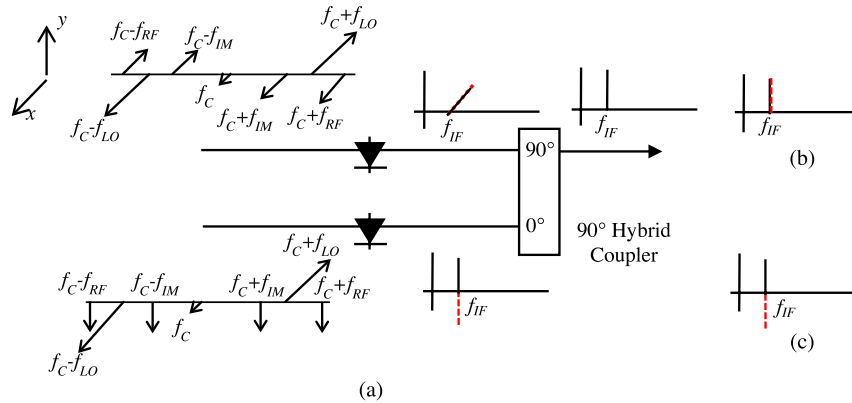 y
x
f_C-f_RF
f_C-f_IM
f_C+f_LO
f_C
f_C-f_LO
f_C+f_IM
f_C+f_RF
f_IF
f_IF
f_IF
(b)
90°
0°
90° Hybrid
Coupler
f_C+f_LO
f_C-f_RF
f_C-f_IM
f_C+f_IM
f_C+f_RF
f_C
f_C-f_LO
f_IF
f_IF
(c)
(a)